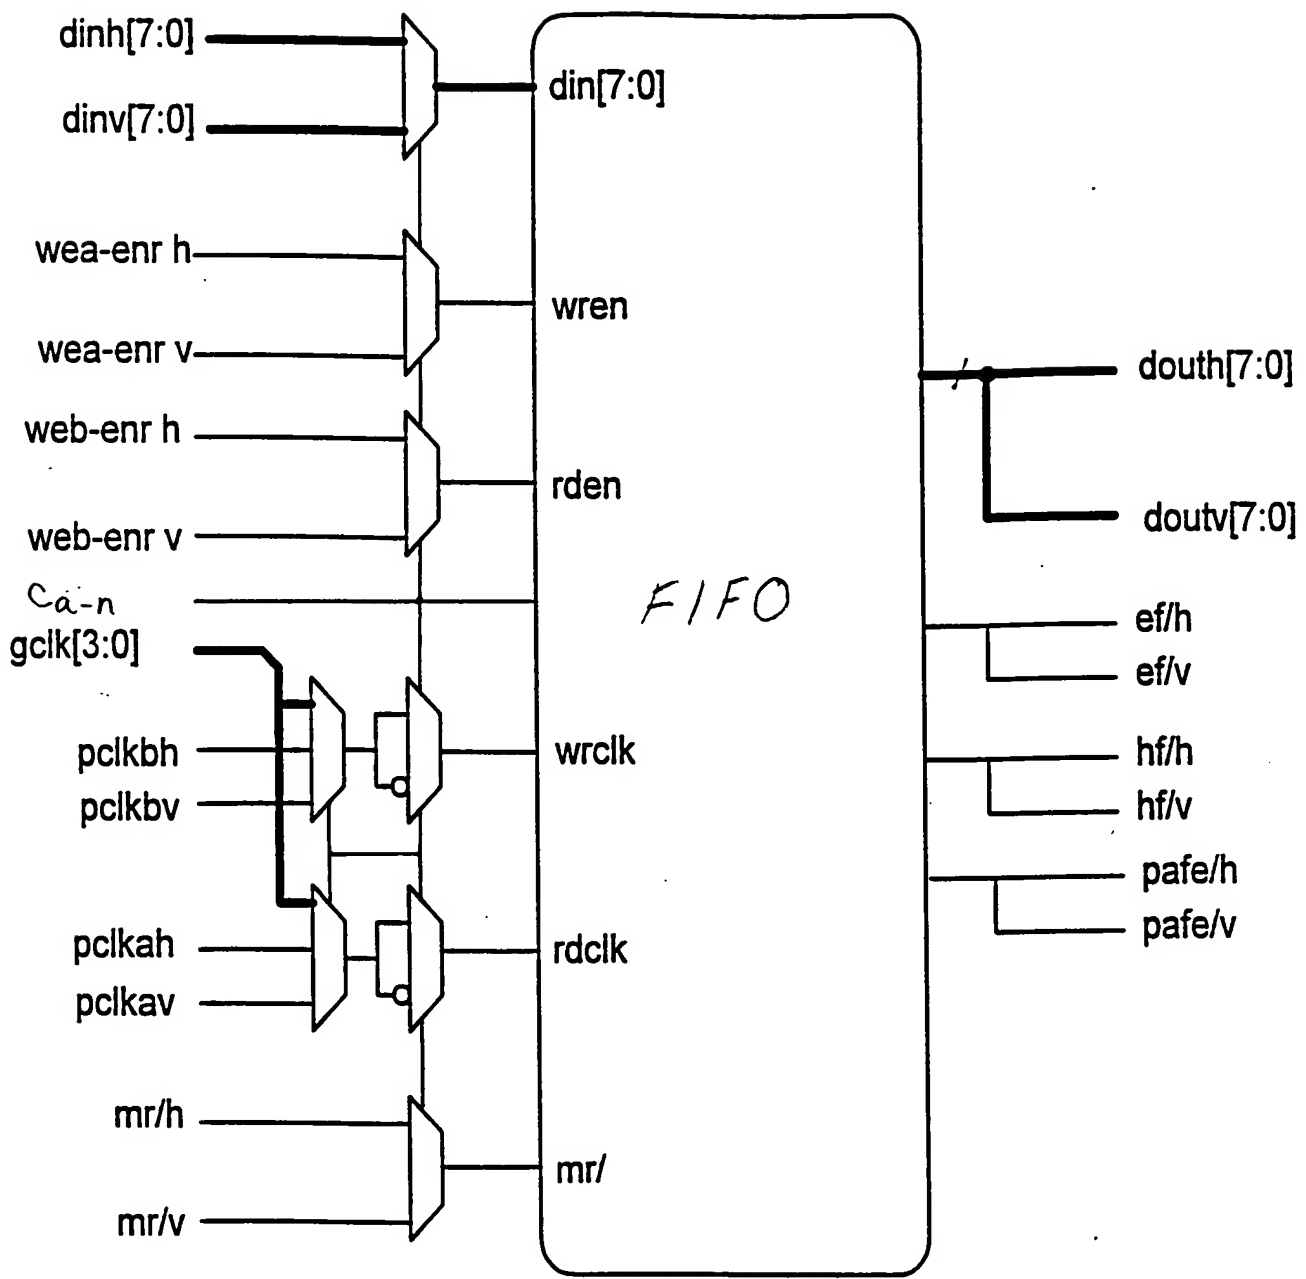 dinh[7:0]
dinv[7:0]
din[7:0]
wea-enr h
wea-enr v
wren
web-enr h
web-enr v
rden
Ca-n
gclk[3:0]
pclkbh
pclkbv
wrclk
pclkah
pclkav
rdclk
mr/h
mr/v
mr/
FIFO
douth[7:0]
doutv[7:0]
ef/h
ef/v
hf/h
hf/v
pafe/h
pafe/v